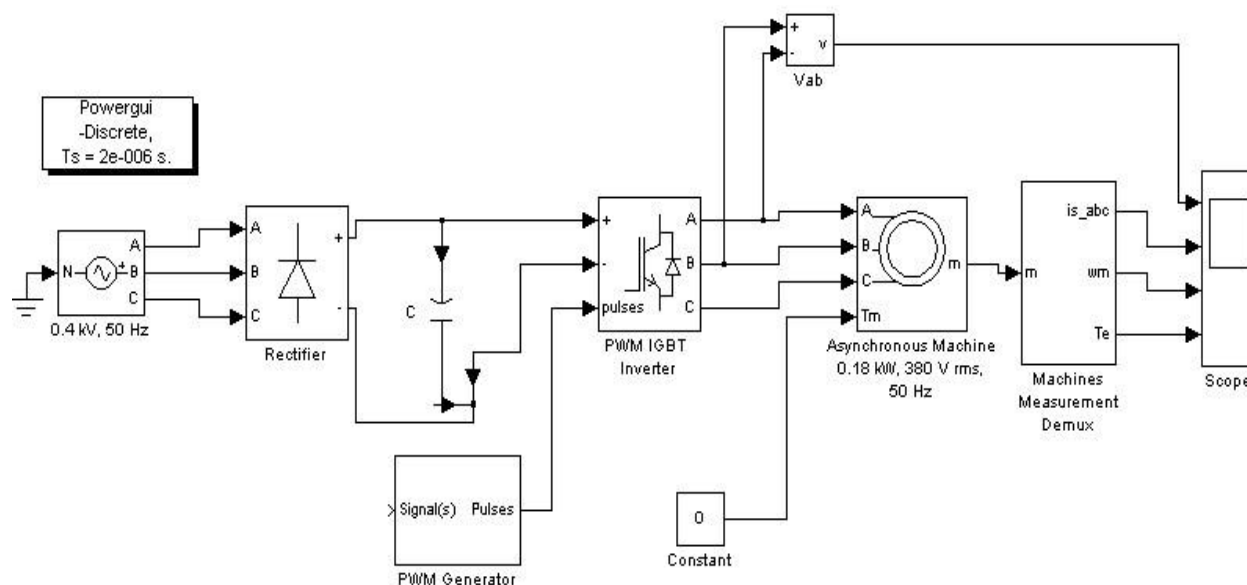 +
-
v
Vab
Powergui
-Discrete,
Ts = 2e-006 s.
N
+
A
B
C
0.4 kV, 50 Hz
A
B
C
+
-
Rectifier
C
+
-
pulses
A
B
C
PWM IGBT
Inverter
A
B
C
Tm
m
Asynchronous Machine
0.18 kW, 380 V rms,
50 Hz
m
is_abc
wm
Te
Machines
Measurement
Demux
Scope
Signal(s) Pulses
PWM Generator
0
Constant